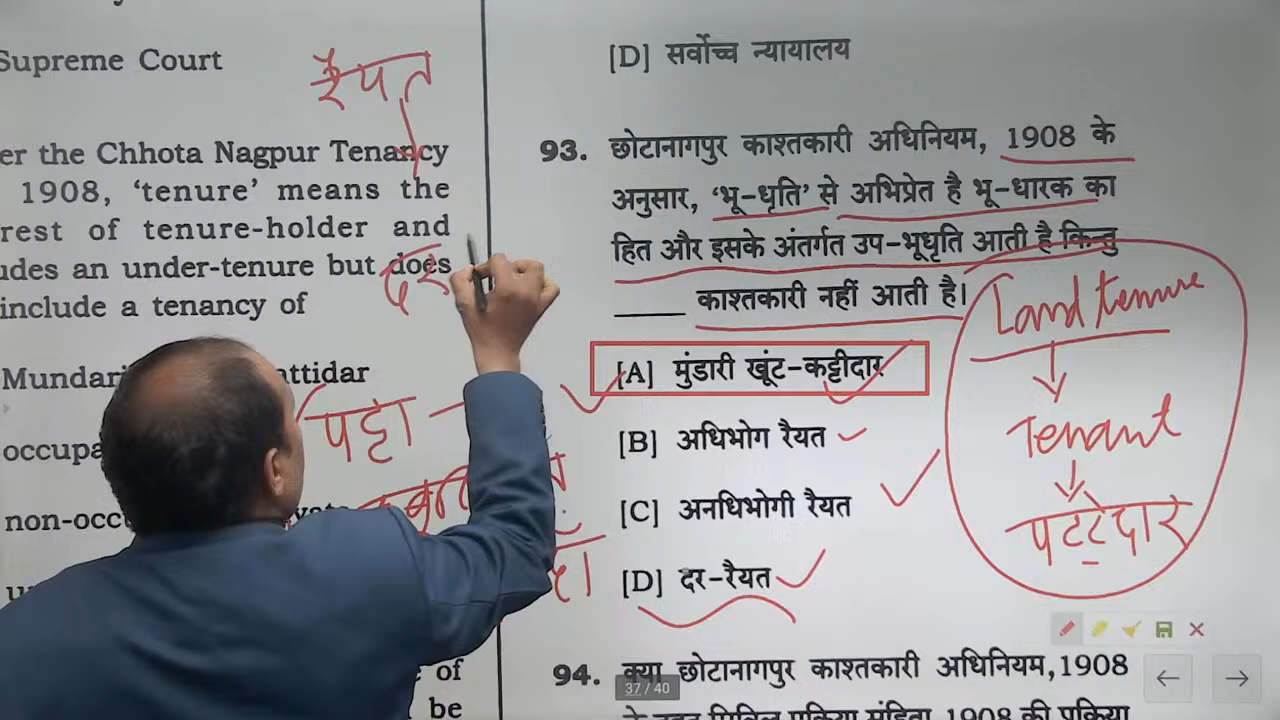 Supreme Court
er the Chhota Nagpur Tenancy
1908, ‘tenure’ means the
rest of tenure-holder and
udes an under-tenure but does
include a tenancy of
Mundari
attidar
occupa
non-occu
of
be
रैयत
दर
पट्टा
[D] सर्वोच्च न्यायालय
93. छोटानागपुर काश्तकारी अधिनियम, 1908 के
अनुसार, ‘भू-धृति’ से अभिप्रेत है भू-धारक का
हित और इसके अंतर्गत उप-भूधृति आती है किन्तु
______ काश्तकारी नहीं आती है।
[A] मुंडारी खूंट-कट्टीदार
[B] अधिभोग रैयत
[C] अनधिभोगी रैयत
[D] दर-रैयत
Land tenure
Tenant
पट्टेदार
94. क्या छोटानागपुर काश्तकारी अधिनियम,1908
37 / 40